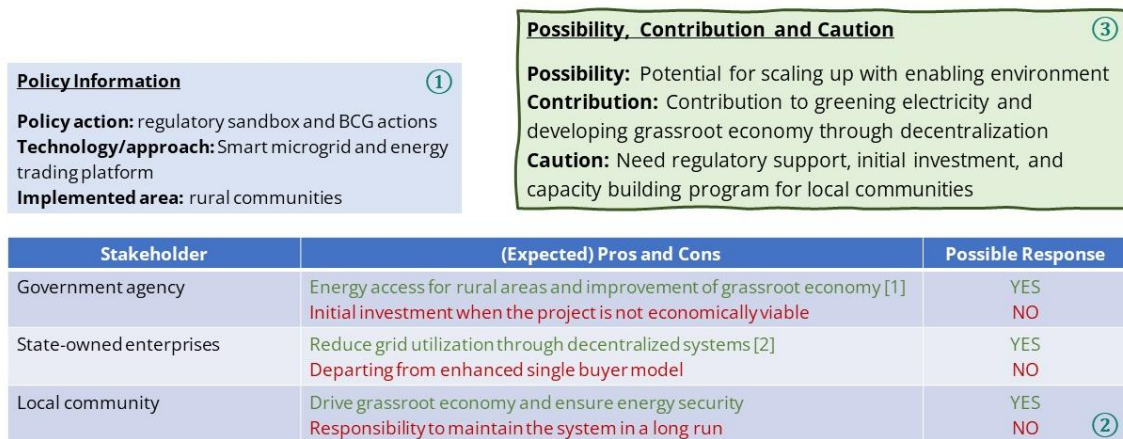 Policy Information ①
Policy action: regulatory sandbox and BCG actions
Technology/approach: Smart microgrid and energy
trading platform
Implemented area: rural communities
Possibility, Contribution and Caution ③
Possibility: Potential for scaling up with enabling environment
Contribution: Contribution to greening electricity and
developing grassroot economy through decentralization
Caution: Need regulatory support, initial investment, and
capacity building program for local communities
Stakeholder (Expected) Pros and Cons Possible Response
Government agency Energy access for rural areas and improvement of grassroot economy [1] YES
Initial investment when the project is not economically viable NO
State-owned enterprises Reduce grid utilization through decentralized systems [2] YES
Departing from enhanced single buyer model NO
Local community Drive grassroot economy and ensure energy security YES
Responsibility to maintain the system in a long run NO ②